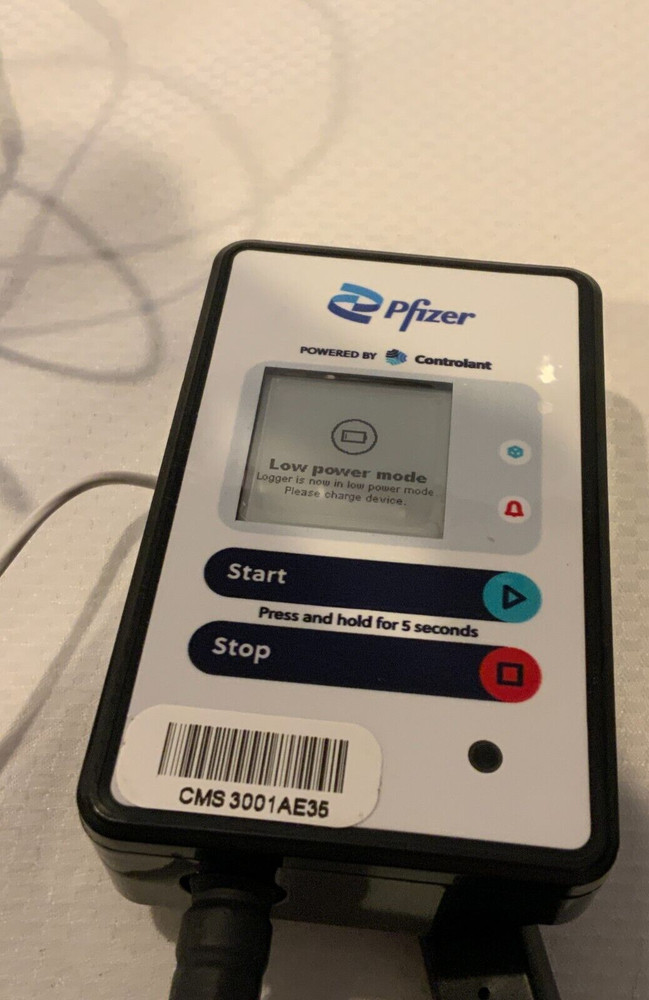 Pfizer
POWERED BY Controlant
Low power mode
Logger is now in low power mode
Please charge device.
Start
Press and hold for 5 seconds
Stop
CMS 3001AE35